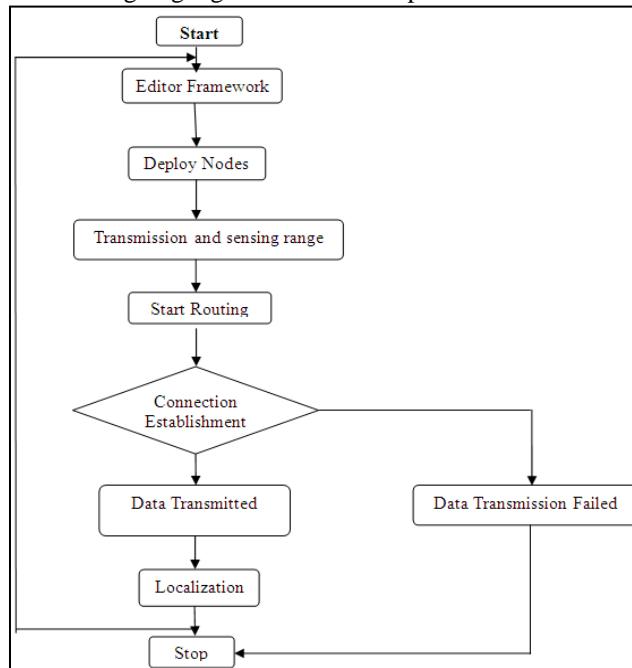 Start
Editor Framework
Deploy Nodes
Transmission and sensing range
Start Routing
Connection
Establishment
Data Transmitted
Data Transmission Failed
Localization
Stop